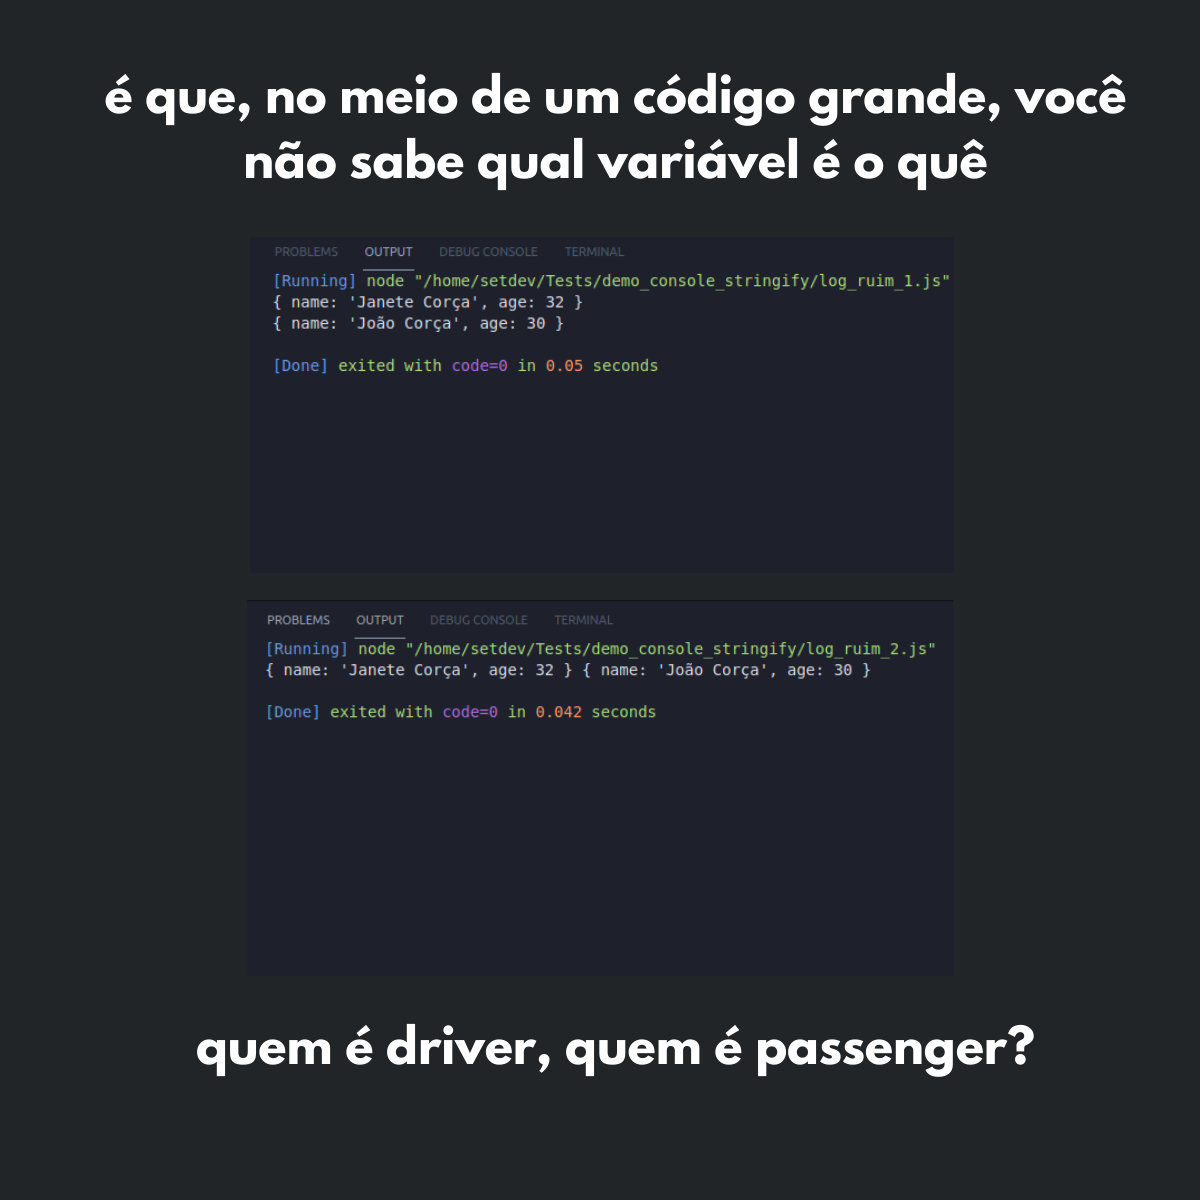 é que, no meio de um código grande, você
não sabe qual variável é o quê
PROBLEMS OUTPUT DEBUG CONSOLE TERMINAL
[Running] node "/home/setdev/Tests/demo_console_stringify/log_ruim_1.js"
{ name: 'Janete Corça', age: 32 }
{ name: 'João Corça', age: 30 }
[Done] exited with code=0 in 0.05 seconds
PROBLEMS OUTPUT DEBUG CONSOLE TERMINAL
[Running] node "/home/setdev/Tests/demo_console_stringify/log_ruim_2.js"
{ name: 'Janete Corça', age: 32 } { name: 'João Corça', age: 30 }
[Done] exited with code=0 in 0.042 seconds
quem é driver, quem é passenger?